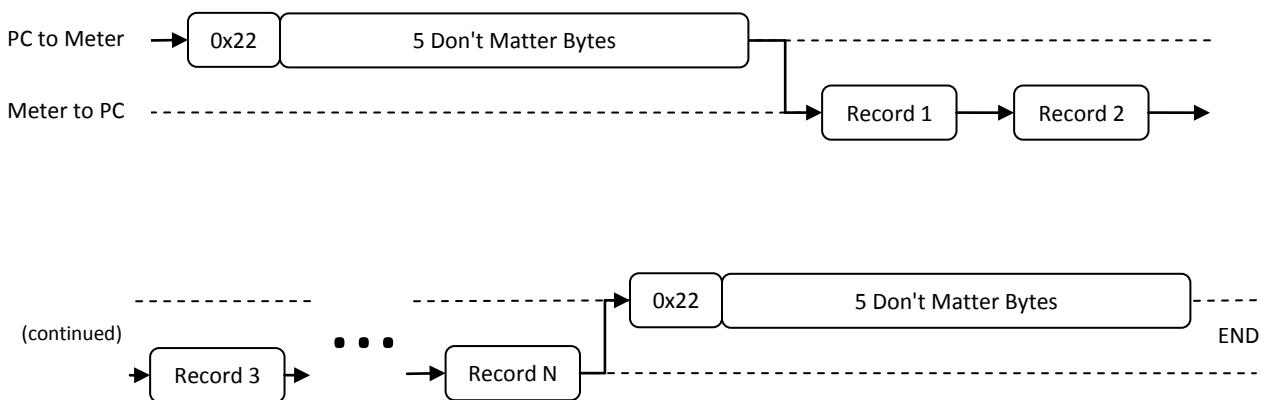 PC to Meter 0x22 5 Don't Matter Bytes
Meter to PC Record 1 Record 2
0x22 5 Don't Matter Bytes
(continued) END
Record 3 Record N